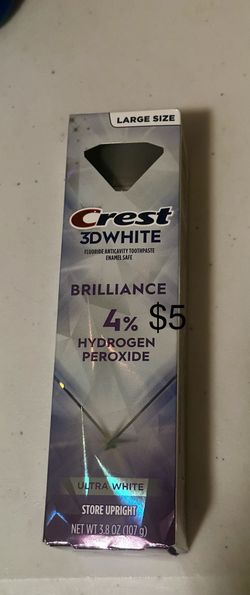 LARGE SIZE
Crest
3DWHITE
FLUORIDE ANTICAVITY TOOTHPASTE
ENAMEL SAFE
BRILLIANCE
4% $5
HYDROGEN
PEROXIDE
ULTRA WHITE
STORE UPRIGHT
NET WT 3.8 OZ (107 g)